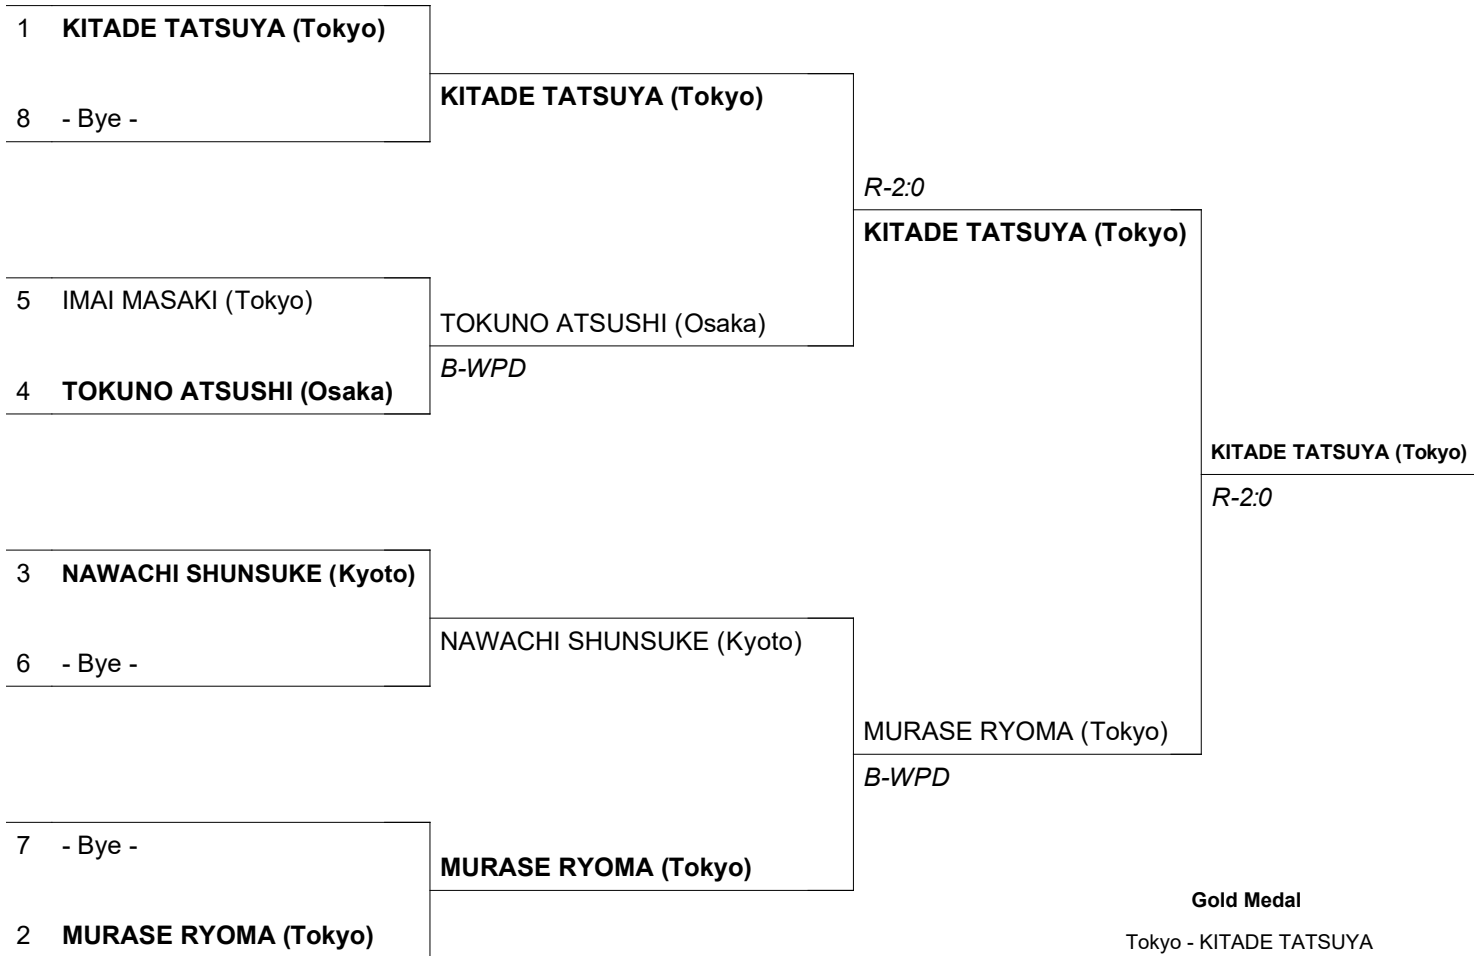 1 KITADE TATSUYA (Tokyo)
KITADE TATSUYA (Tokyo)
8 - Bye -
R-2:0
KITADE TATSUYA (Tokyo)
5 IMAI MASAKI (Tokyo)
TOKUNO ATSUSHI (Osaka)
B-WPD
4 TOKUNO ATSUSHI (Osaka)
KITADE TATSUYA (Tokyo)
R-2:0
3 NAWACHI SHUNSUKE (Kyoto)
NAWACHI SHUNSUKE (Kyoto)
6 - Bye -
MURASE RYOMA (Tokyo)
B-WPD
7 - Bye -
MURASE RYOMA (Tokyo)
Gold Medal
2 MURASE RYOMA (Tokyo)
Tokyo - KITADE TATSUYA